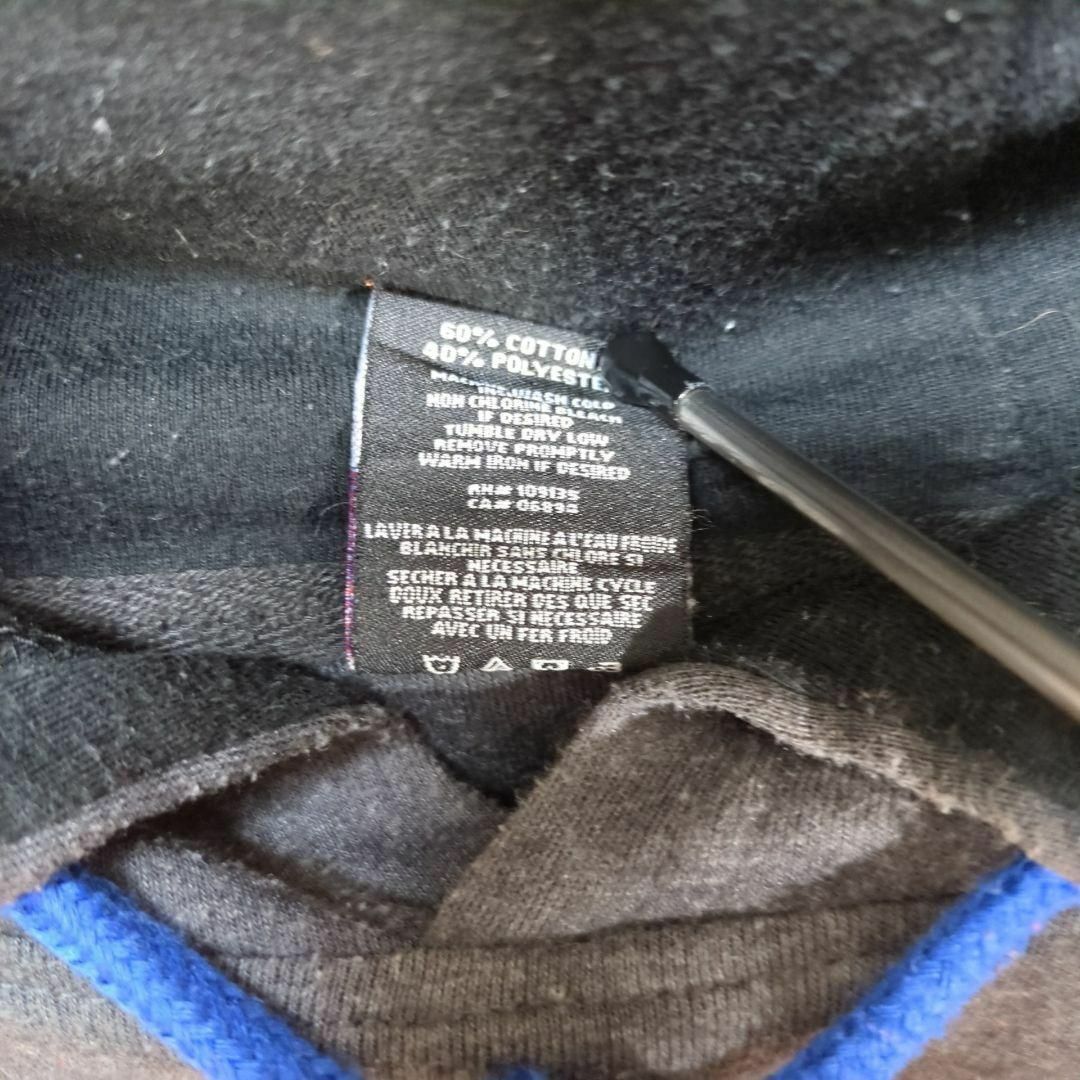 60% COTTON
40% POLYESTE
MACHINE WASH COLD
NON CHLORINE BLEACH
IF DESIRED
TUMBLE DRY LOW
REMOVE PROMPTLY
WARM IRON IF DESIRED
RN# 109135
CA# 06898
LAVER A LA MACHINE A L'EAU FROIDE
BLANCHIR SANS CHLORE SI
NECESSAIRE
SECHER A LA MACHINE CYCLE
DOUX RETIRER DES QUE SEC
REPASSER SI NECESSAIRE
AVEC UN FER FROID